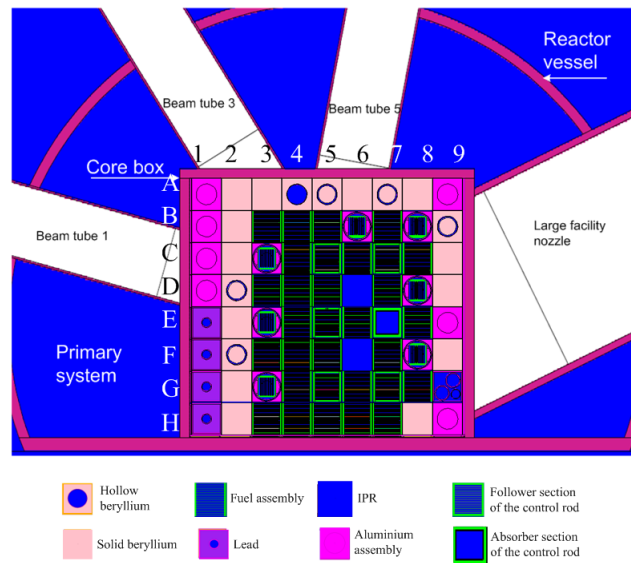 Reactor
vessel
Beam tube 3
Beam tube 5
Core box
1 2 3 4 5 6 7 8 9
A
B
C
D
E
F
G
H
Beam tube 1
Large facility
nozzle
Primary
system
Hollow
beryllium
Fuel assembly
IPR
Follower section
of the control rod
Solid beryllium
Lead
Aluminium
assembly
Absorber section
of the control rod